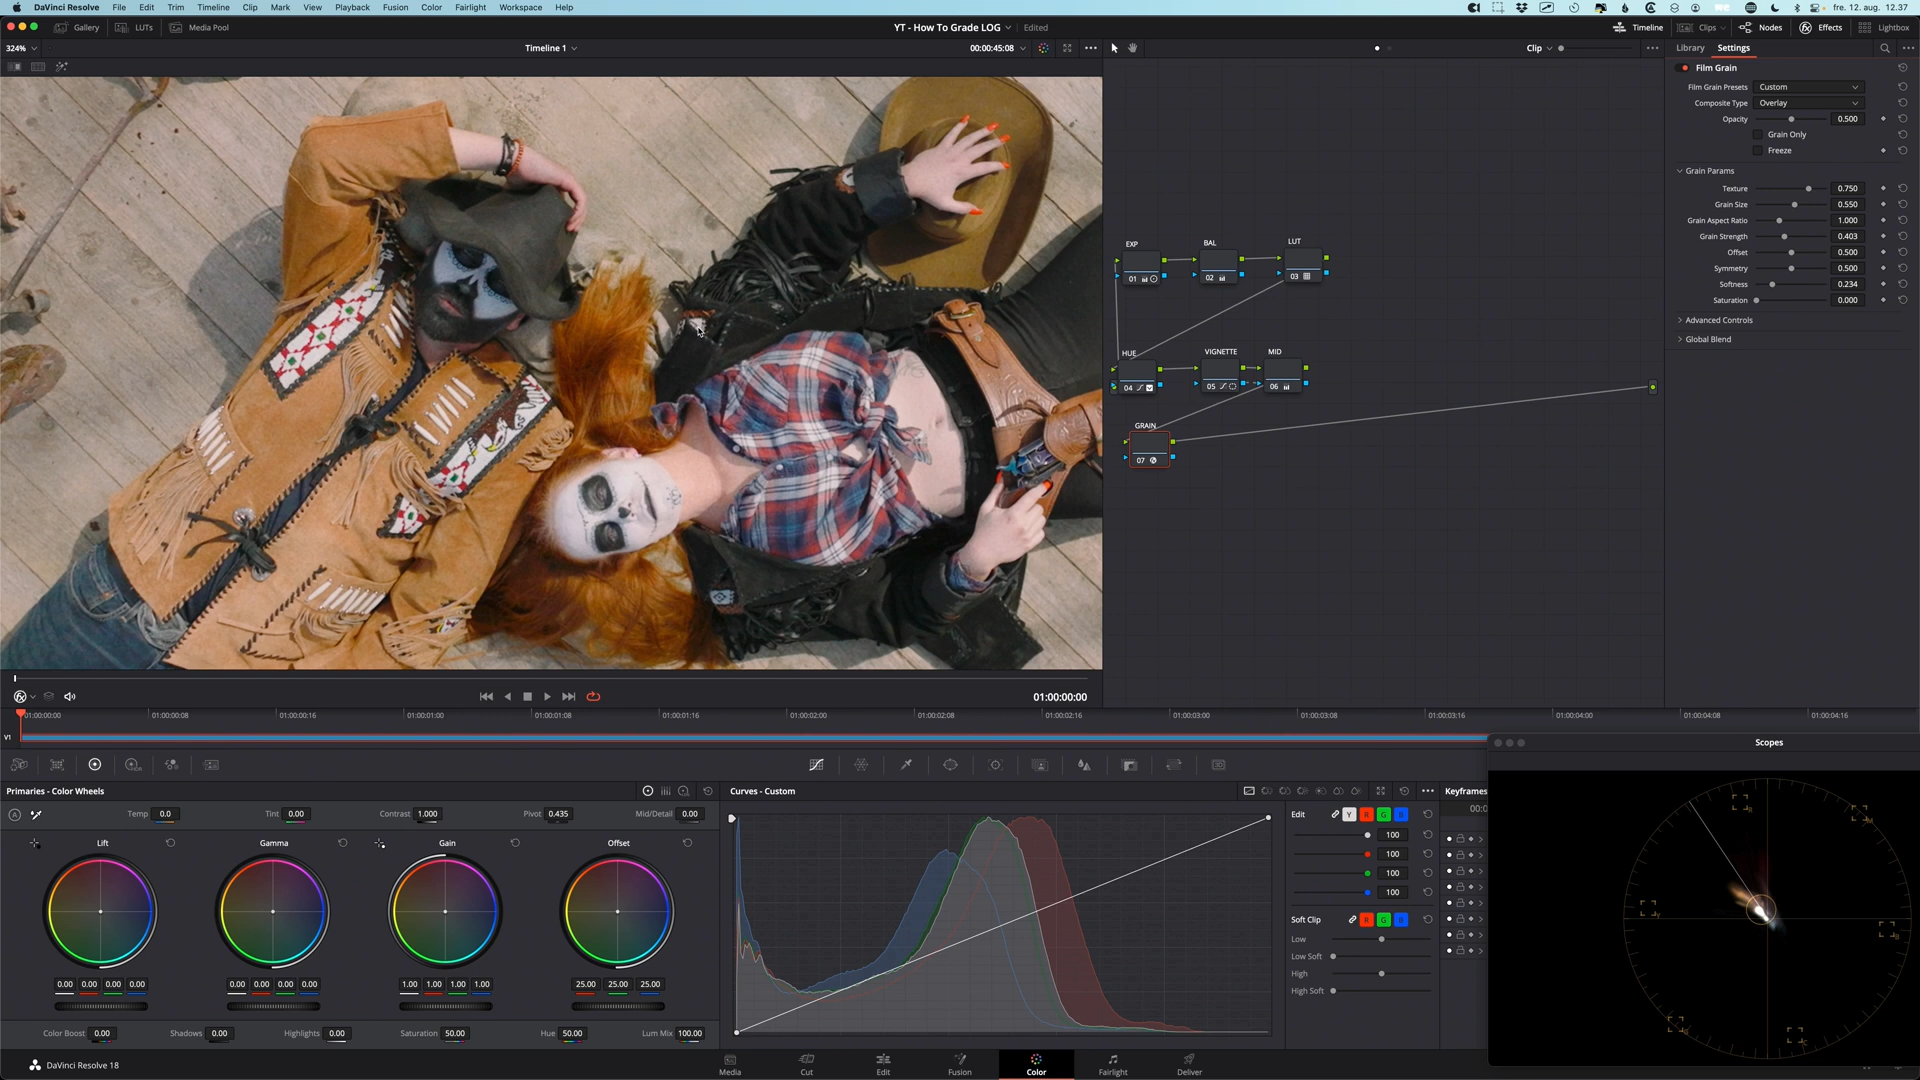 DaVinci Resolve File Edit Trim Timeline Clip Mark View Playback Fusion Color Fairlight Workspace Help fre. 12. aug. 12.37
Gallery LUTs Media Pool YT - How To Grade LOG Edited Timeline Clips Nodes Effects Lightbox
324% Timeline 1 00:00:45:08 Clip Library Settings
Film Grain
Film Grain Presets Custom
Composite Type Overlay
Opacity 0.500
Grain Only
Freeze
Grain Params
Texture 0.750
Grain Size 0.550
Grain Aspect Ratio 1.000
Grain Strength 0.403
Offset 0.500
Symmetry 0.500
Softness 0.234
Saturation 0.000
Advanced Controls
Global Blend
EXP BAL LUT
01 02 03
HUE VIGNETTE MID
04 05 06
GRAIN
07
01:00:00:00
01:00:00:00 01:00:00:08 01:00:00:16 01:00:01:00 01:00:01:08 01:00:01:16 01:00:02:00 01:00:02:08 01:00:02:16 01:00:03:00 01:00:03:08 01:00:03:16 01:00:04:00 01:00:04:08 01:00:04:16
V1
Scopes
Primaries - Color Wheels Curves - Custom Keyframes
Temp 0.0 Tint 0.00 Contrast 1.000 Pivot 0.435 Mid/Detail 0.00 Edit Y R G B
Lift Gamma Gain Offset
100
100
100
100
Soft Clip R G B
Low
Low Soft
High
High Soft
0.00 0.00 0.00 0.00 0.00 0.00 0.00 0.00 1.00 1.00 1.00 1.00 25.00 25.00 25.00
Color Boost 0.00 Shadows 0.00 Highlights 0.00 Saturation 50.00 Hue 50.00 Lum Mix 100.00
DaVinci Resolve 18 Media Cut Edit Fusion Color Fairlight Deliver